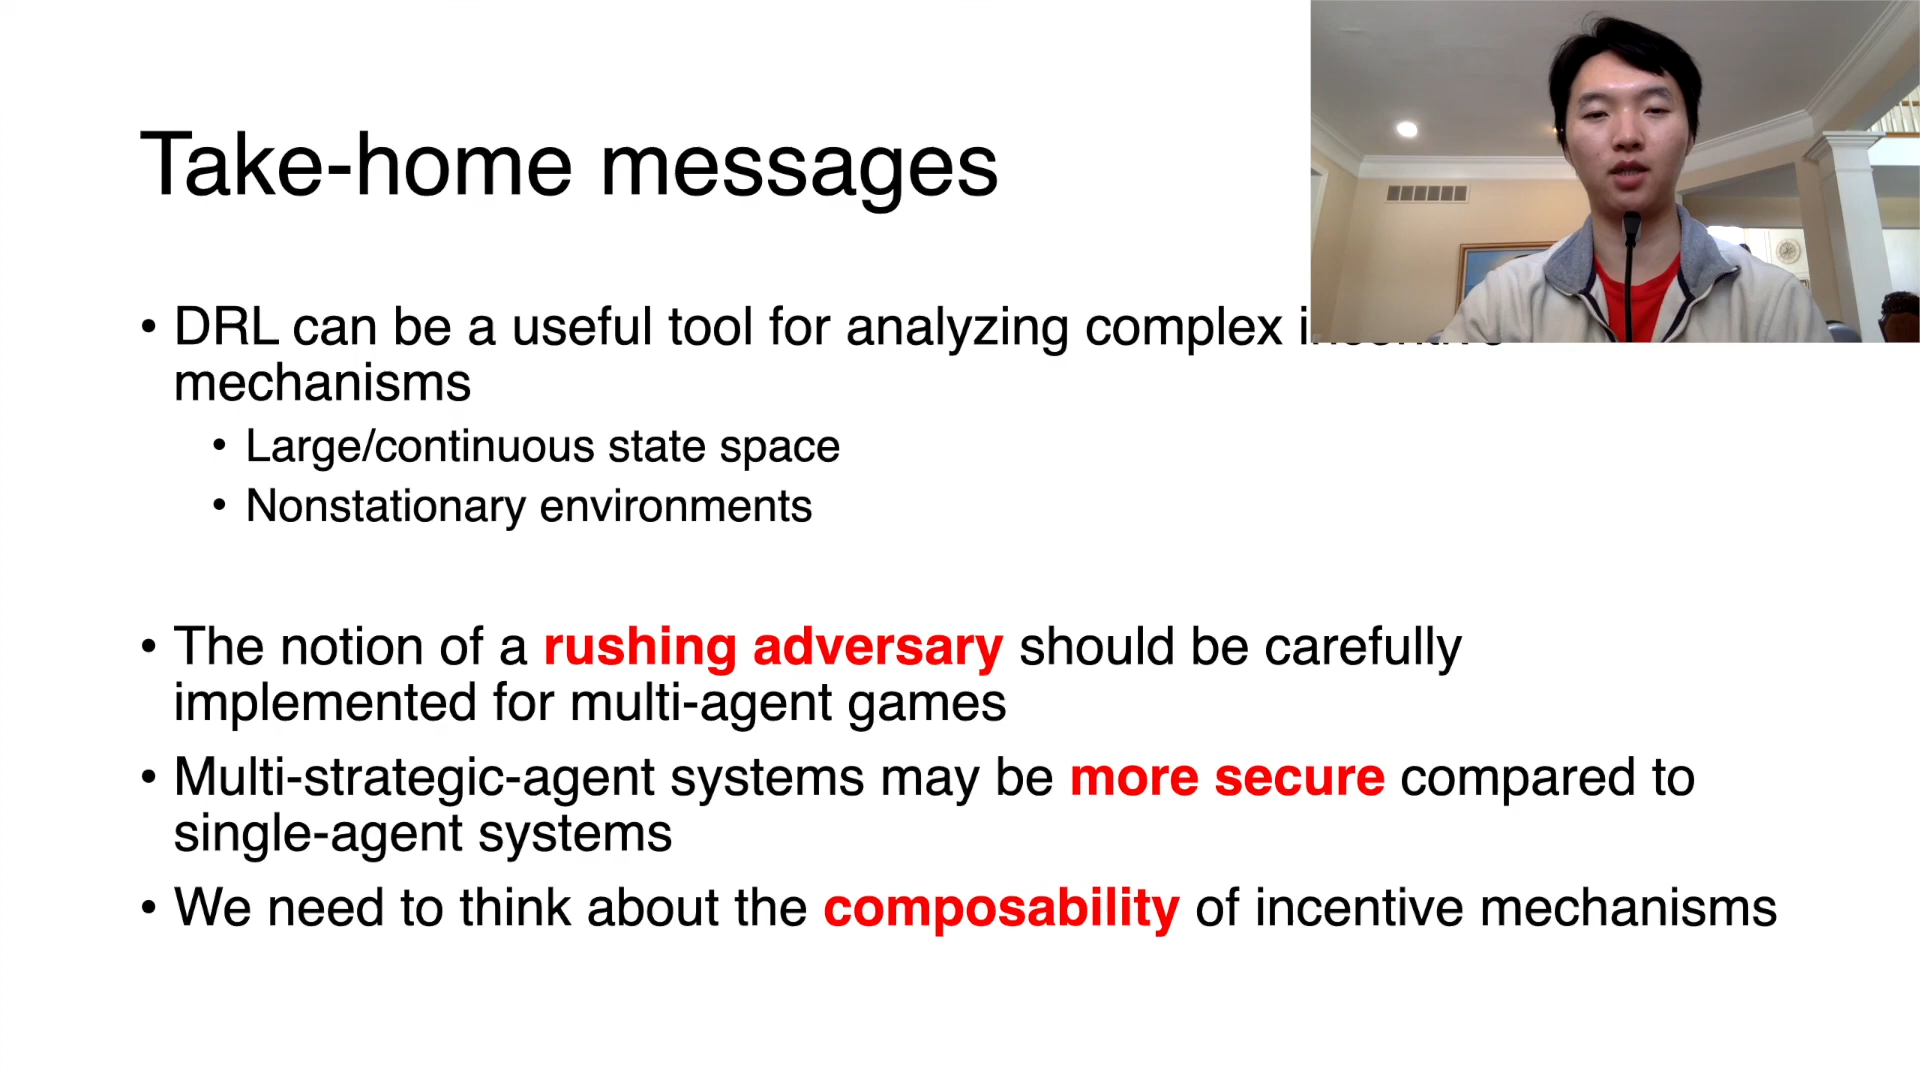 Take-home messages
• DRL can be a useful tool for analyzing complex
mechanisms
• Large/continuous state space
• Nonstationary environments
• The notion of a rushing adversary should be carefully
implemented for multi-agent games
• Multi-strategic-agent systems may be more secure compared to
single-agent systems
• We need to think about the composability of incentive mechanisms